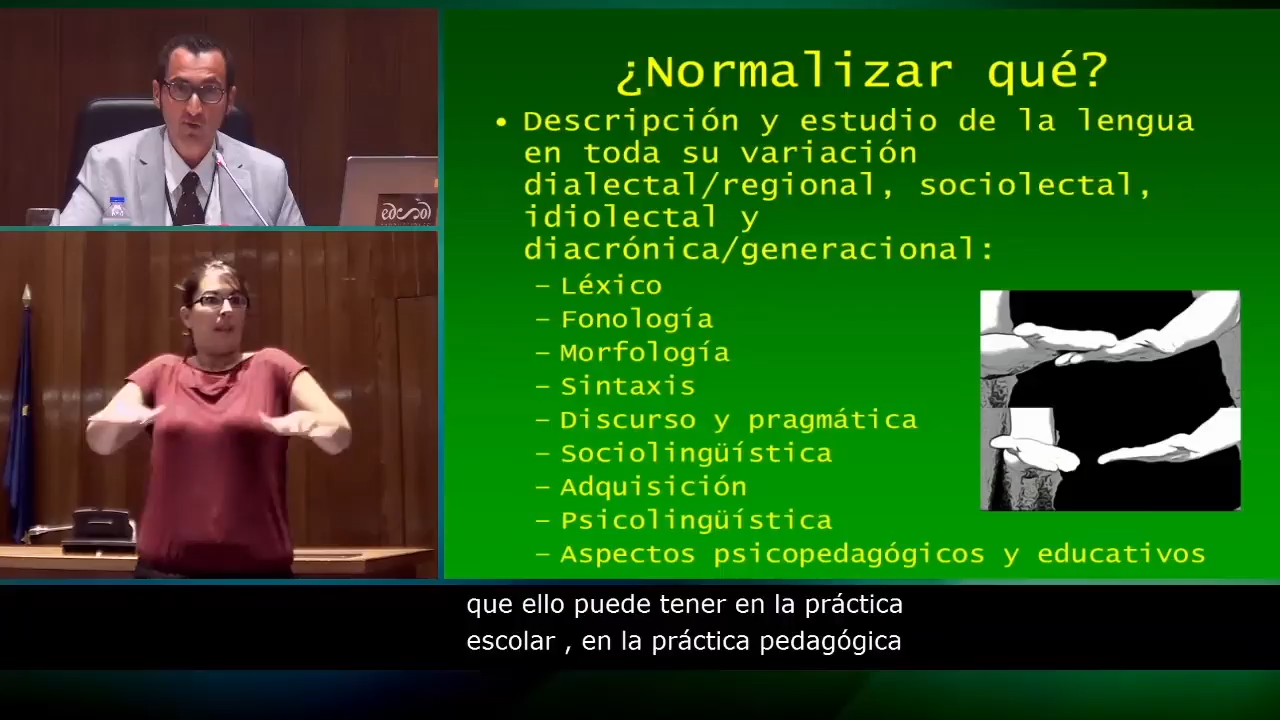 ¿Normalizar qué?
• Descripción y estudio de la lengua
en toda su variación
dialectal/regional, sociolectal,
idiolectal y
diacrónica/generacional:
– Léxico
– Fonología
– Morfología
– Sintaxis
– Discurso y pragmática
– Sociolingüística
– Adquisición
– Psicolingüística
– Aspectos psicopedagógicos y educativos
que ello puede tener en la práctica
escolar , en la práctica pedagógica